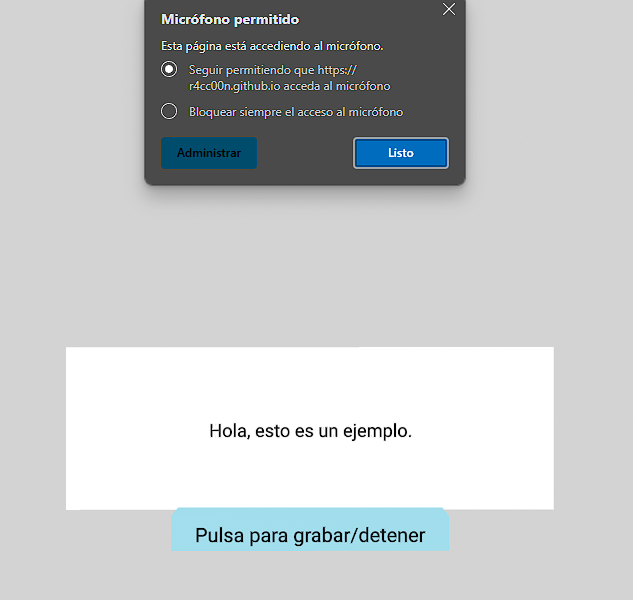 Micrófono permitido
Esta página está accediendo al micrófono.
Seguir permitiendo que https://
r4cc00n.github.io acceda al micrófono
Bloquear siempre el acceso al micrófono
Administrar
Listo
Hola, esto es un ejemplo.
Pulsa para grabar/detener